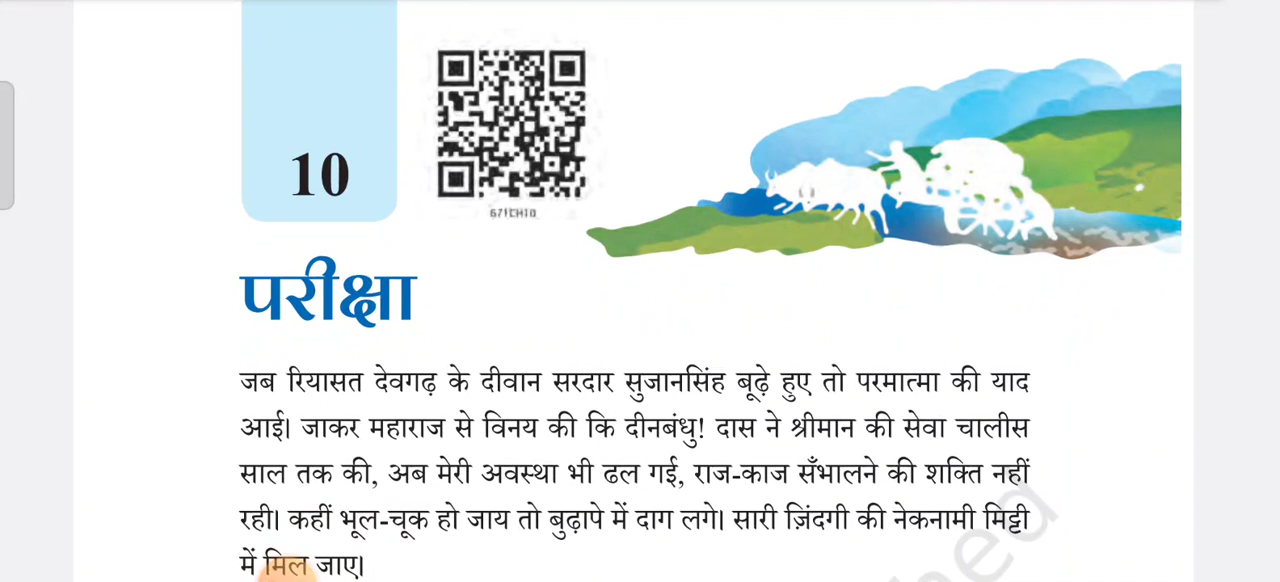 10
671CH10
परीक्षा
जब रियासत देवगढ़ के दीवान सरदार सुजानसिंह बूढ़े हुए तो परमात्मा की याद
आई। जाकर महाराज से विनय की कि दीनबंधु! दास ने श्रीमान की सेवा चालीस
साल तक की, अब मेरी अवस्था भी ढल गई, राज-काज सँभालने की शक्ति नहीं
रही। कहीं भूल-चूक हो जाय तो बुढ़ापे में दाग लगे। सारी ज़िंदगी की नेकनामी मिट्टी
में मिल जाए।